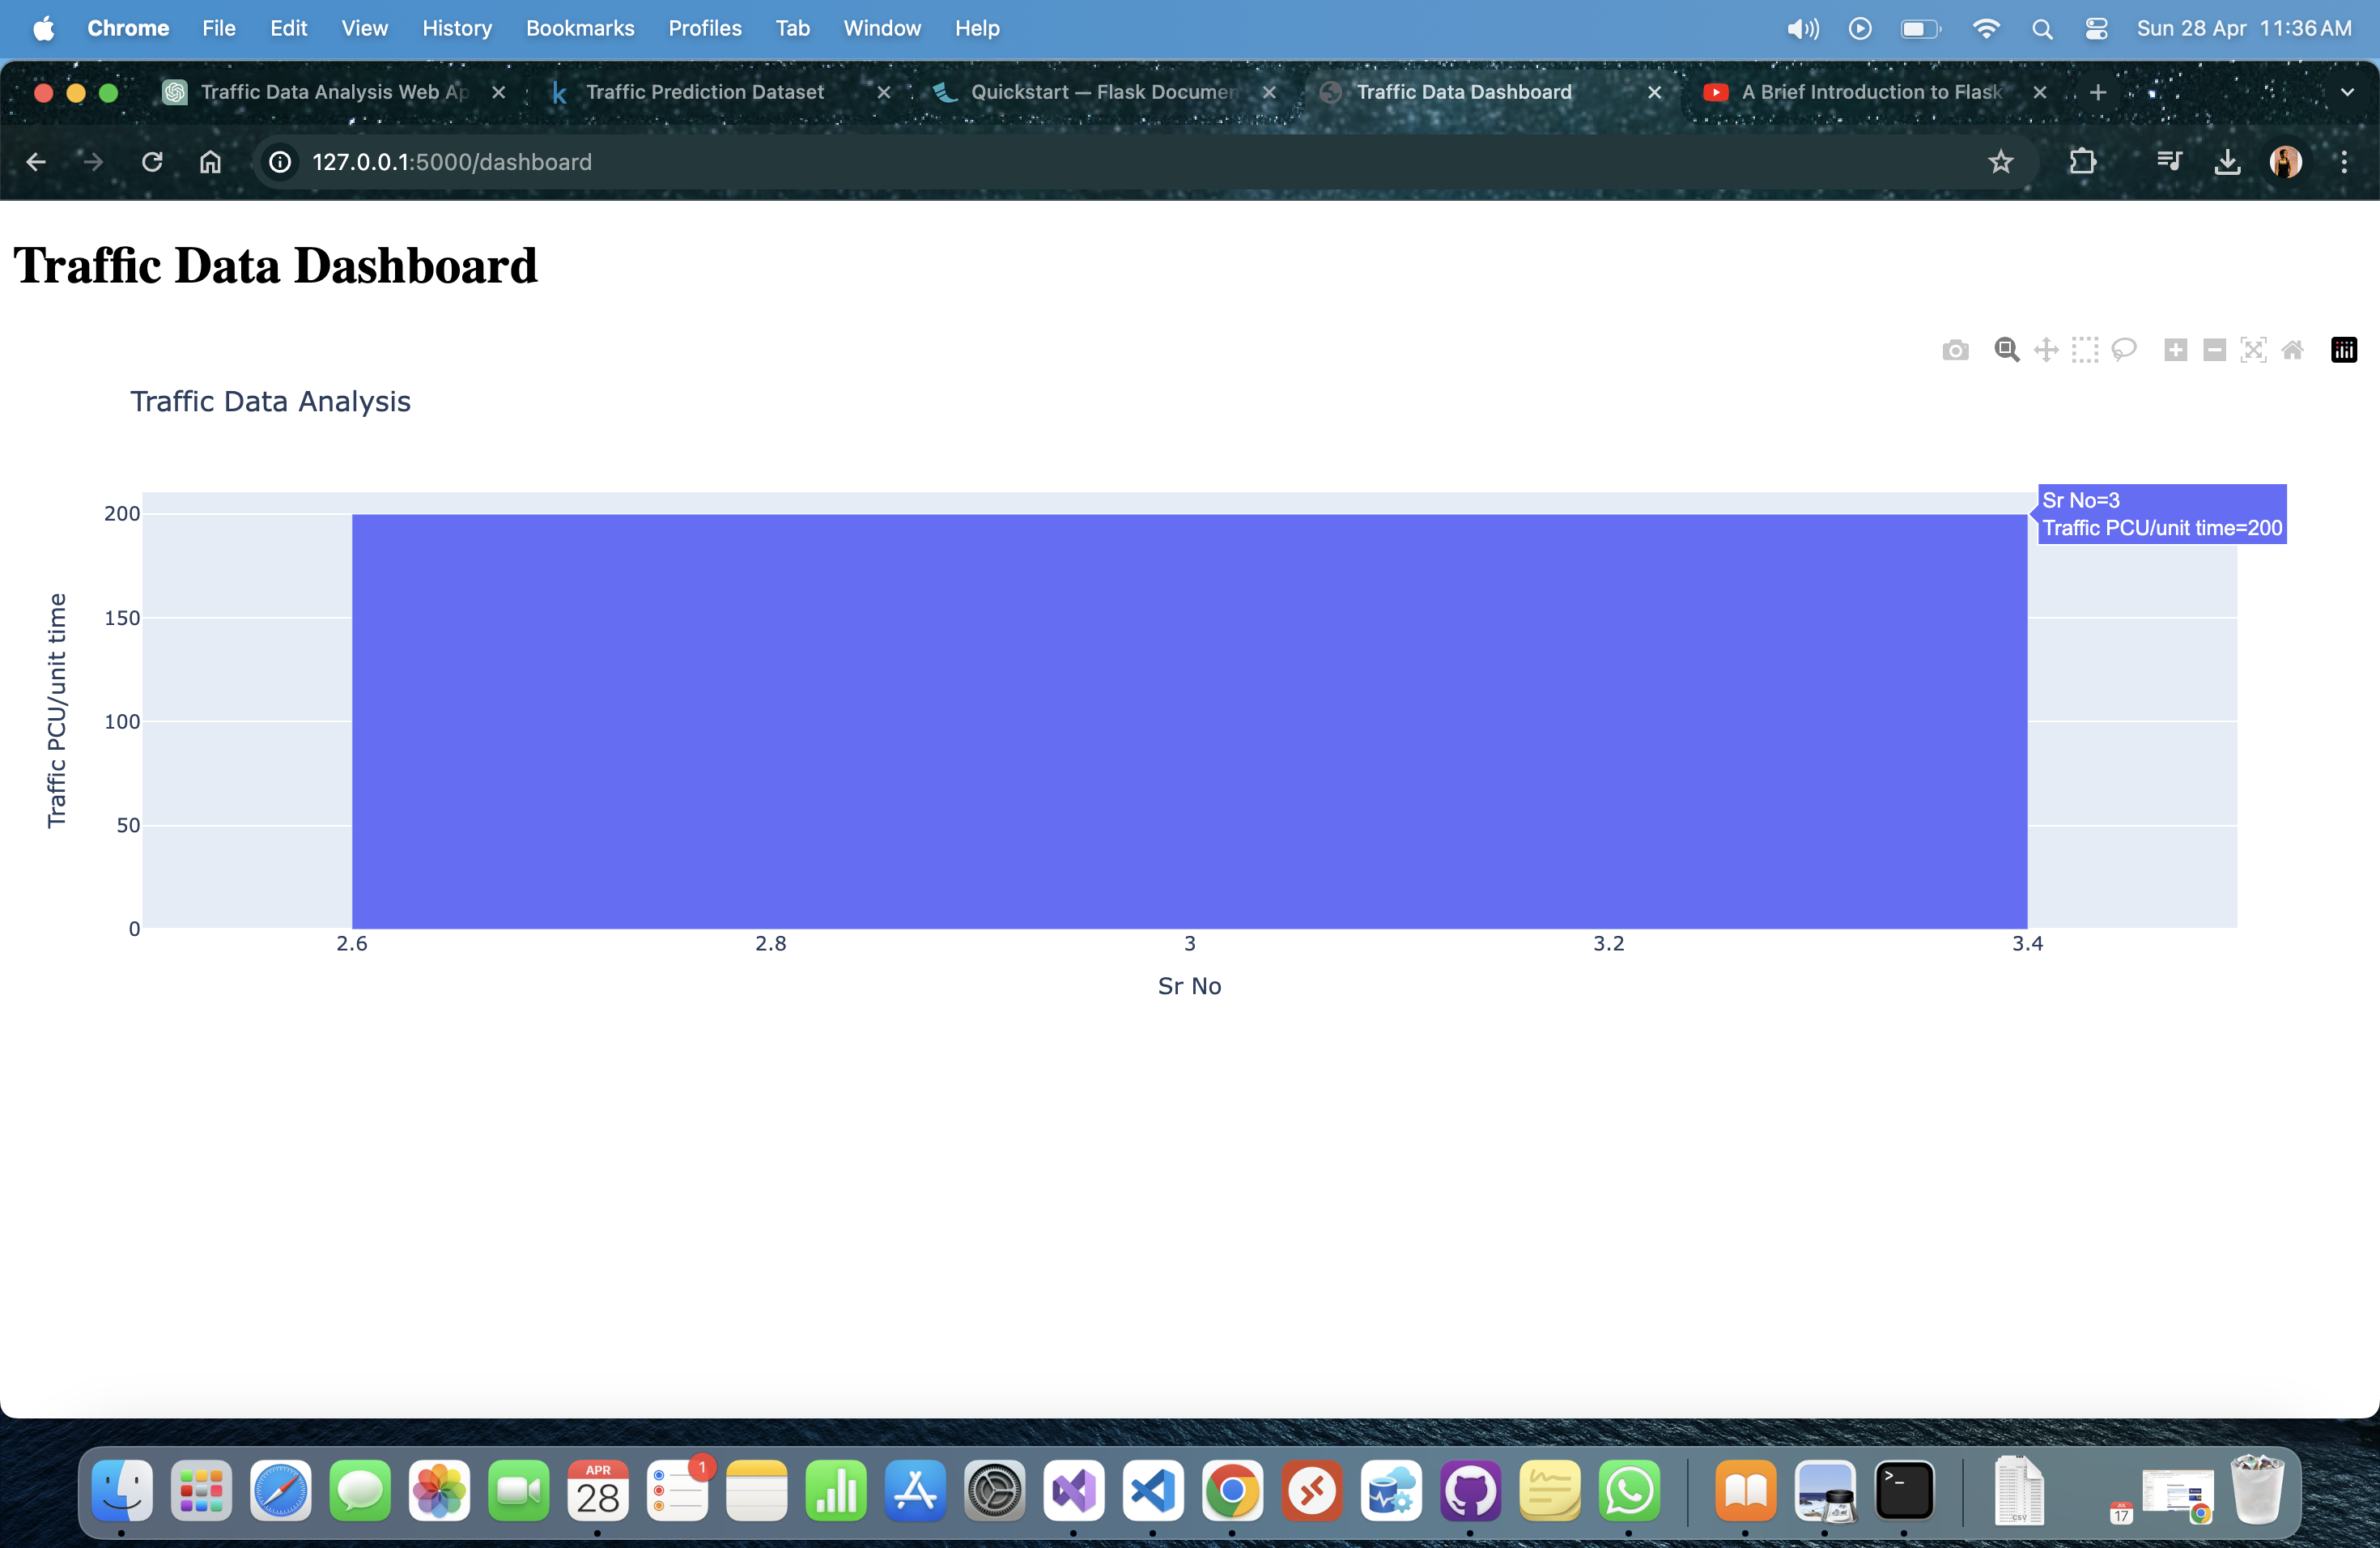 Chrome File Edit View History Bookmarks Profiles Tab Window Help Sun 28 Apr 11:36 AM
Traffic Data Analysis Web Ap Traffic Prediction Dataset Quickstart — Flask Documen Traffic Data Dashboard A Brief Introduction to Flask
127.0.0.1:5000/dashboard
Traffic Data Dashboard
Traffic Data Analysis
Sr No=3
Traffic PCU/unit time=200
200
150
100
50
0
Traffic PCU/unit time
2.6 2.8 3 3.2 3.4
Sr No
APR
28
1
CSV
17